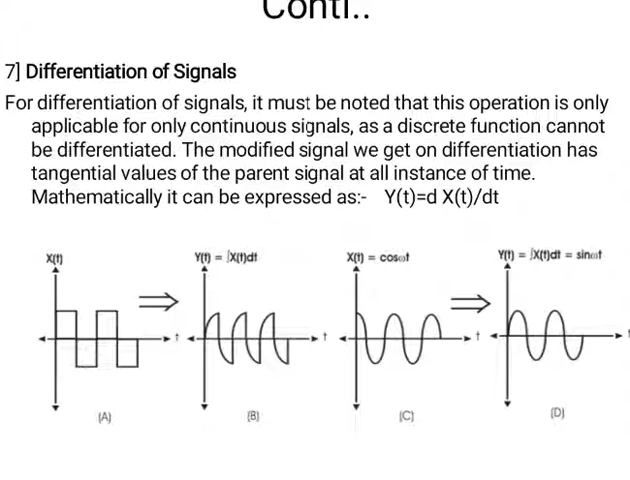 Conti..
7] Differentiation of Signals
For differentiation of signals, it must be noted that this operation is only
applicable for only continuous signals, as a discrete function cannot
be differentiated. The modified signal we get on differentiation has
tangential values of the parent signal at all instance of time.
Mathematically it can be expressed as:- Y(t)=d X(t)/dt
X(t) Y(t) = ∫X(t)dt X(t) = cosωt Y(t) = ∫X(t)dt = sinωt
t t t t
(A) (B) (C) (D)